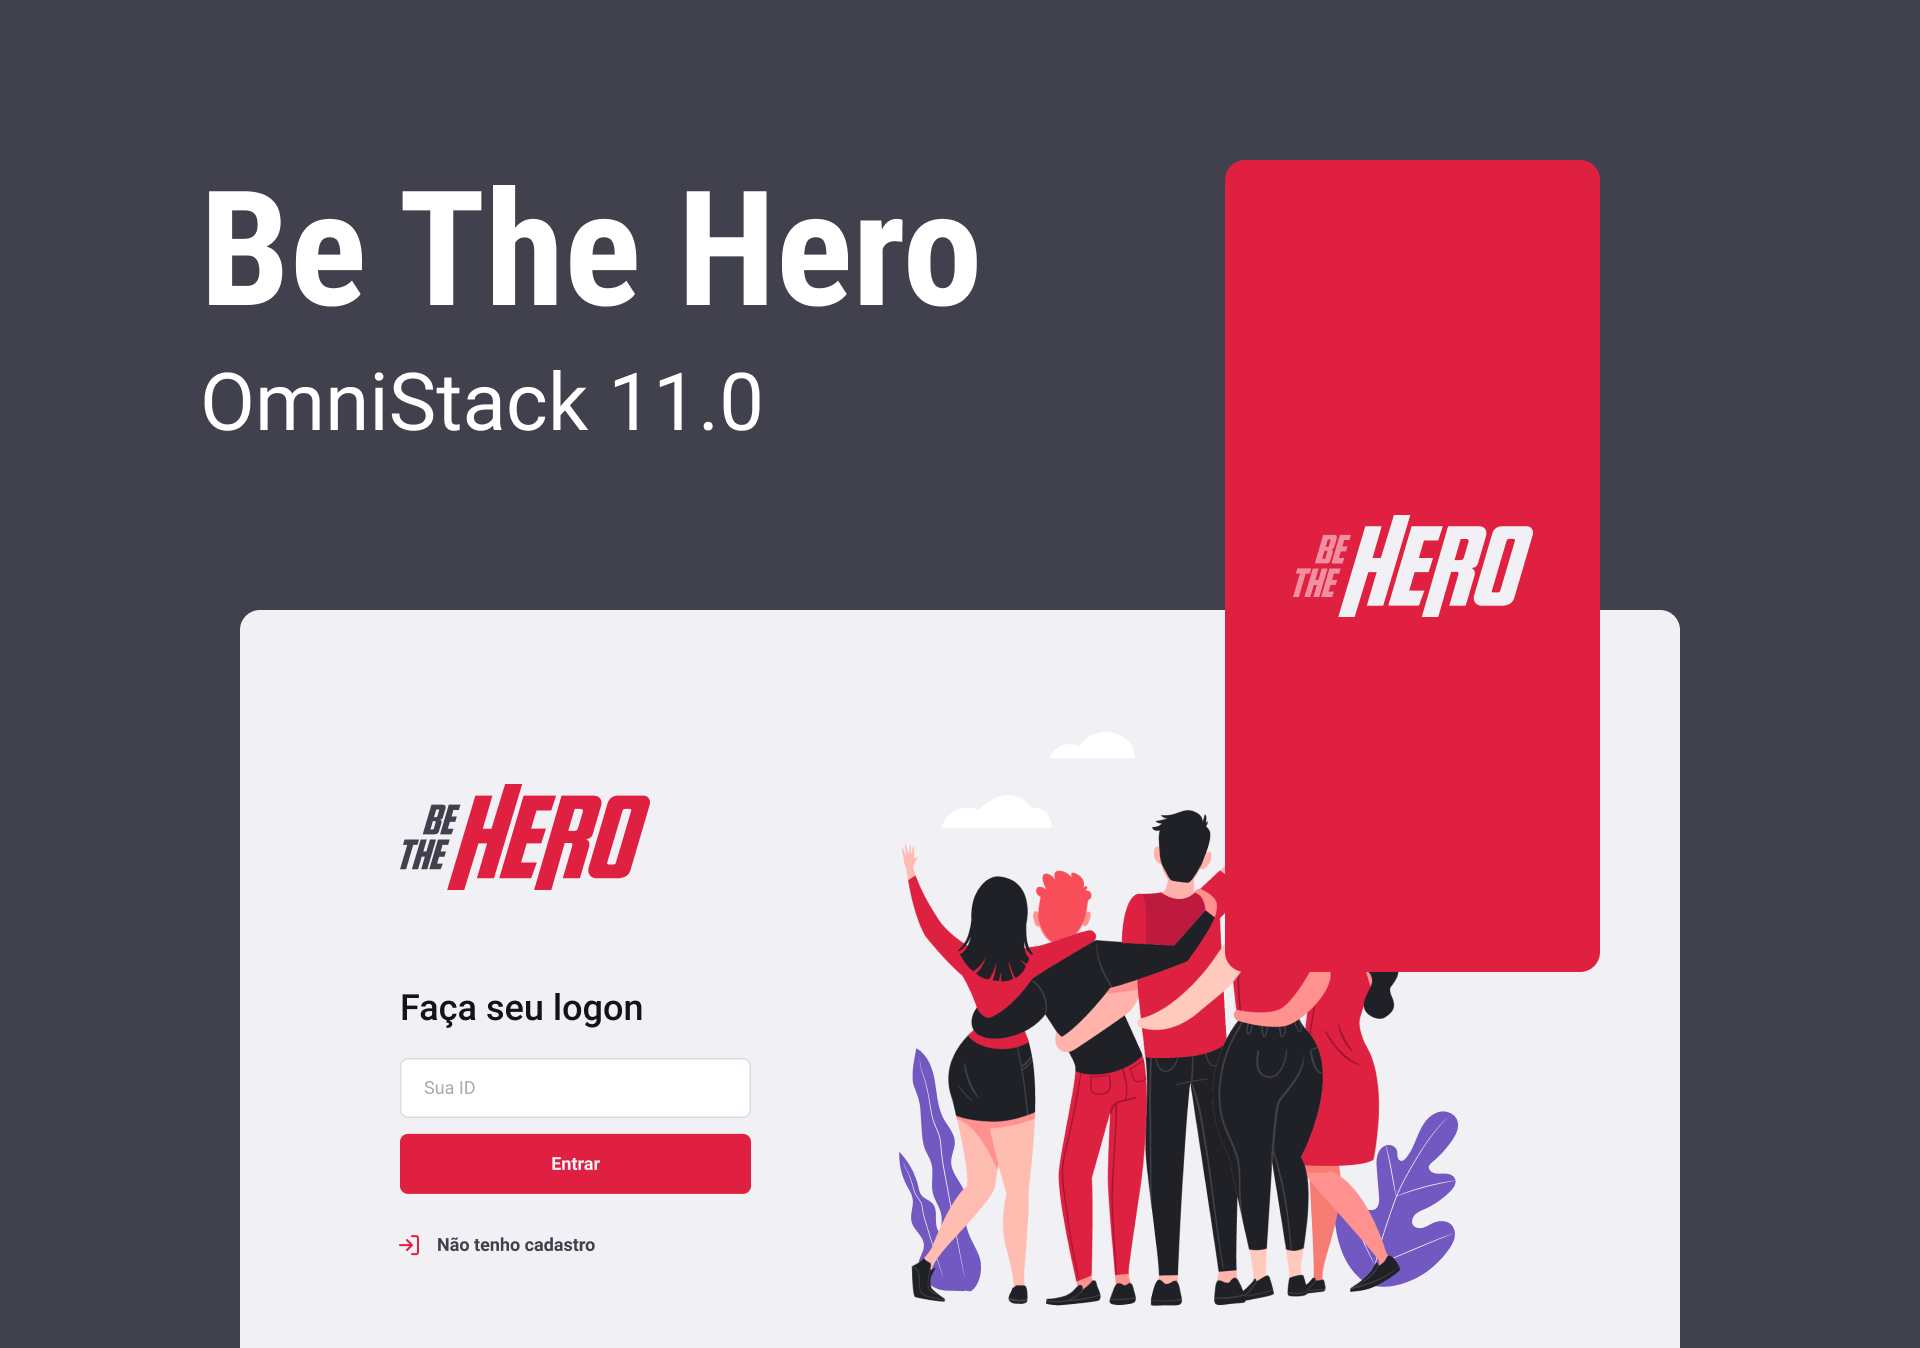 Be The Hero
OmniStack 11.0
BE
THE
HERO
BE
THE
HERO
Faça seu logon
Sua ID
Entrar
Não tenho cadastro